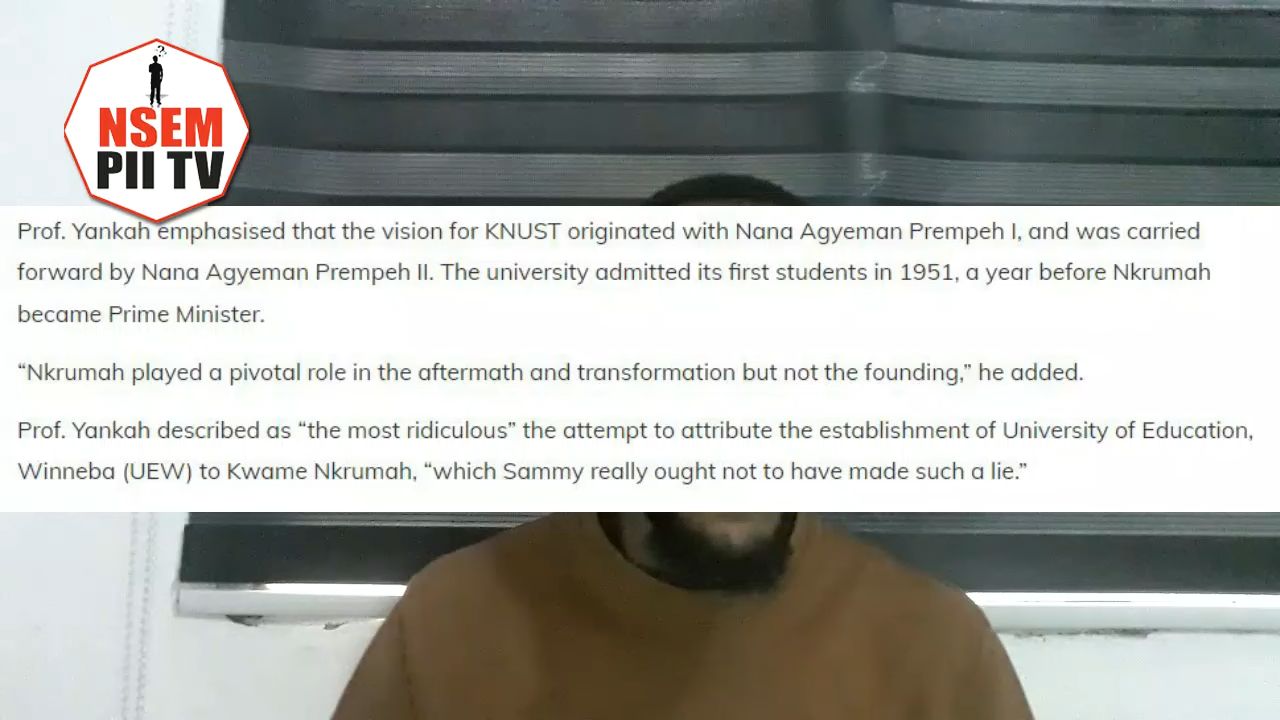 ?
NSEM
PII TV
Prof. Yankah emphasised that the vision for KNUST originated with Nana Agyeman Prempeh I, and was carried
forward by Nana Agyeman Prempeh II. The university admitted its first students in 1951, a year before Nkrumah
became Prime Minister.
“Nkrumah played a pivotal role in the aftermath and transformation but not the founding,” he added.
Prof. Yankah described as “the most ridiculous” the attempt to attribute the establishment of University of Education,
Winneba (UEW) to Kwame Nkrumah, “which Sammy really ought not to have made such a lie.”